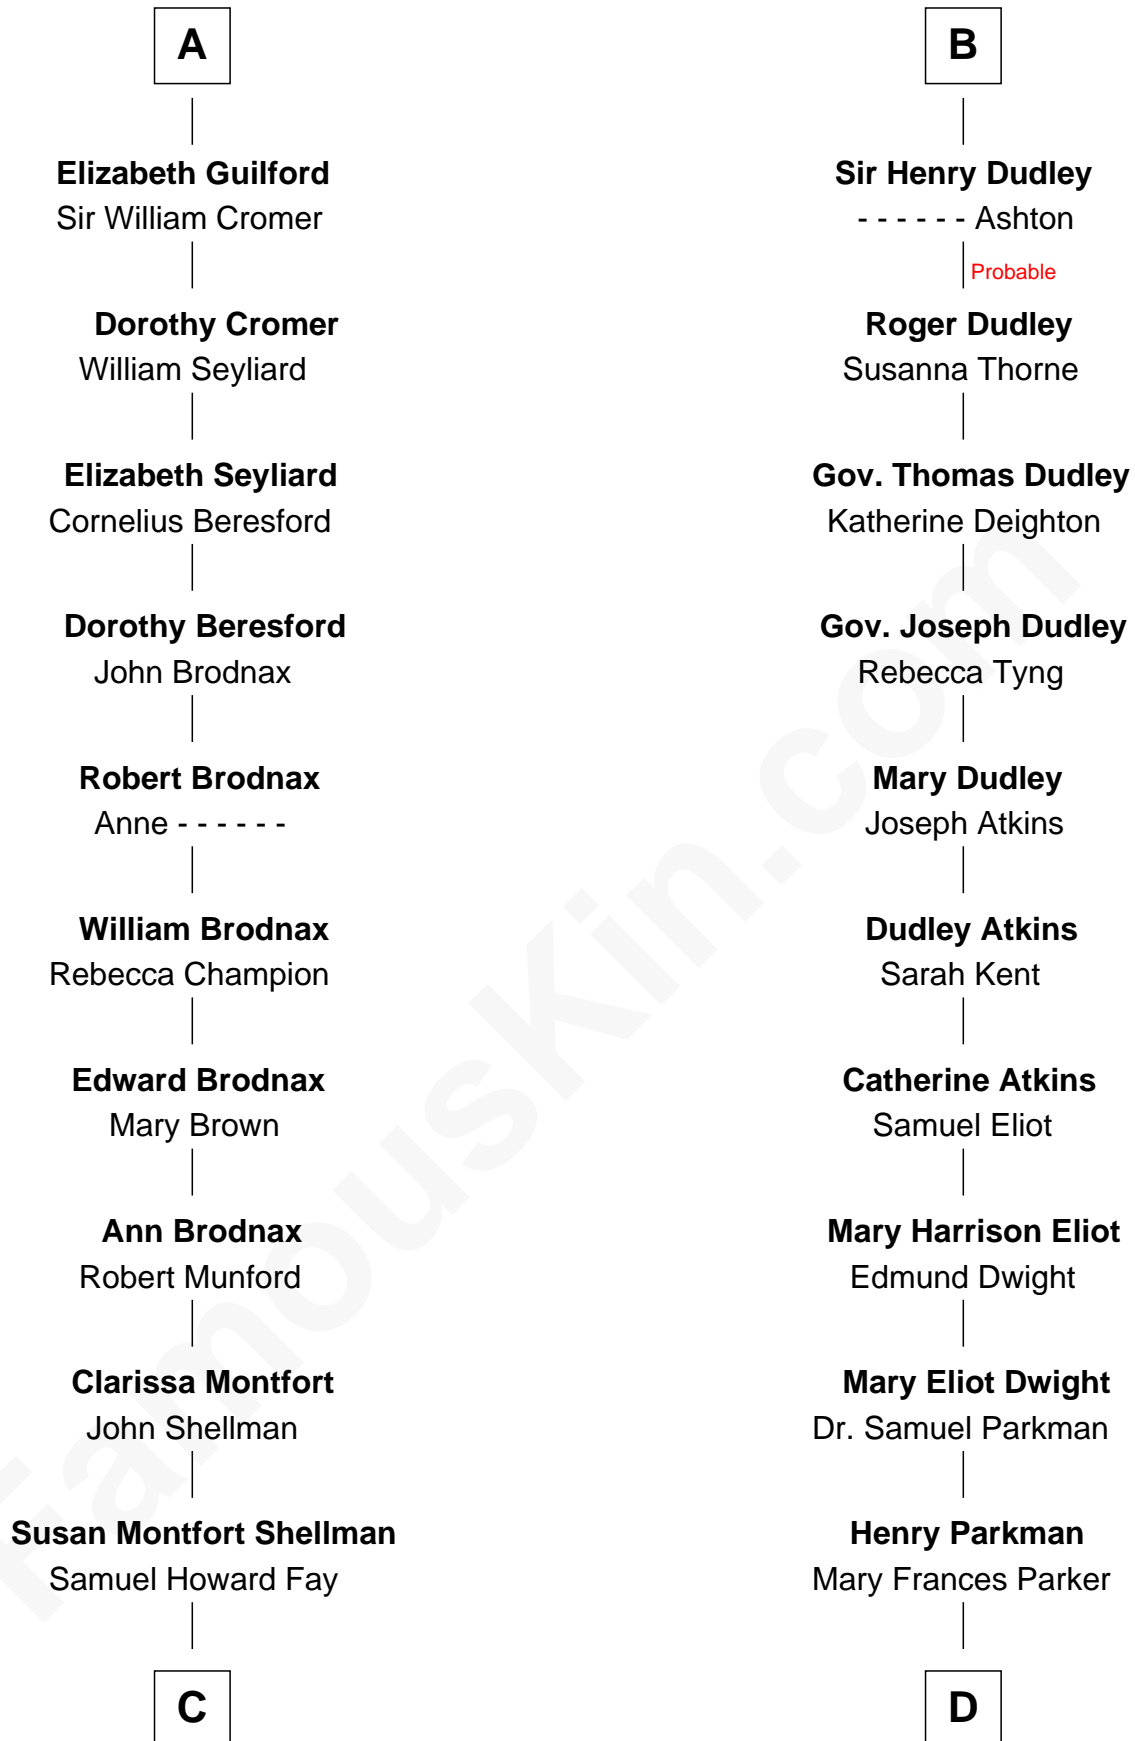 A
Elizabeth Guilford
Sir William Cromer
Dorothy Cromer
William Seyliard
Elizabeth Seyliard
Cornelius Beresford
Dorothy Beresford
John Brodnax
Robert Brodnax
Anne - - - - - -
William Brodnax
Rebecca Champion
Edward Brodnax
Mary Brown
Ann Brodnax
Robert Munford
Clarissa Montfort
John Shellman
Susan Montfort Shellman
Samuel Howard Fay
C
B
Sir Henry Dudley
- - - - - - Ashton
Probable
Roger Dudley
Susanna Thorne
Gov. Thomas Dudley
Katherine Deighton
Gov. Joseph Dudley
Rebecca Tyng
Mary Dudley
Joseph Atkins
Dudley Atkins
Sarah Kent
Catherine Atkins
Samuel Eliot
Mary Harrison Eliot
Edmund Dwight
Mary Eliot Dwight
Dr. Samuel Parkman
Henry Parkman
Mary Frances Parker
D
FamousKin.com